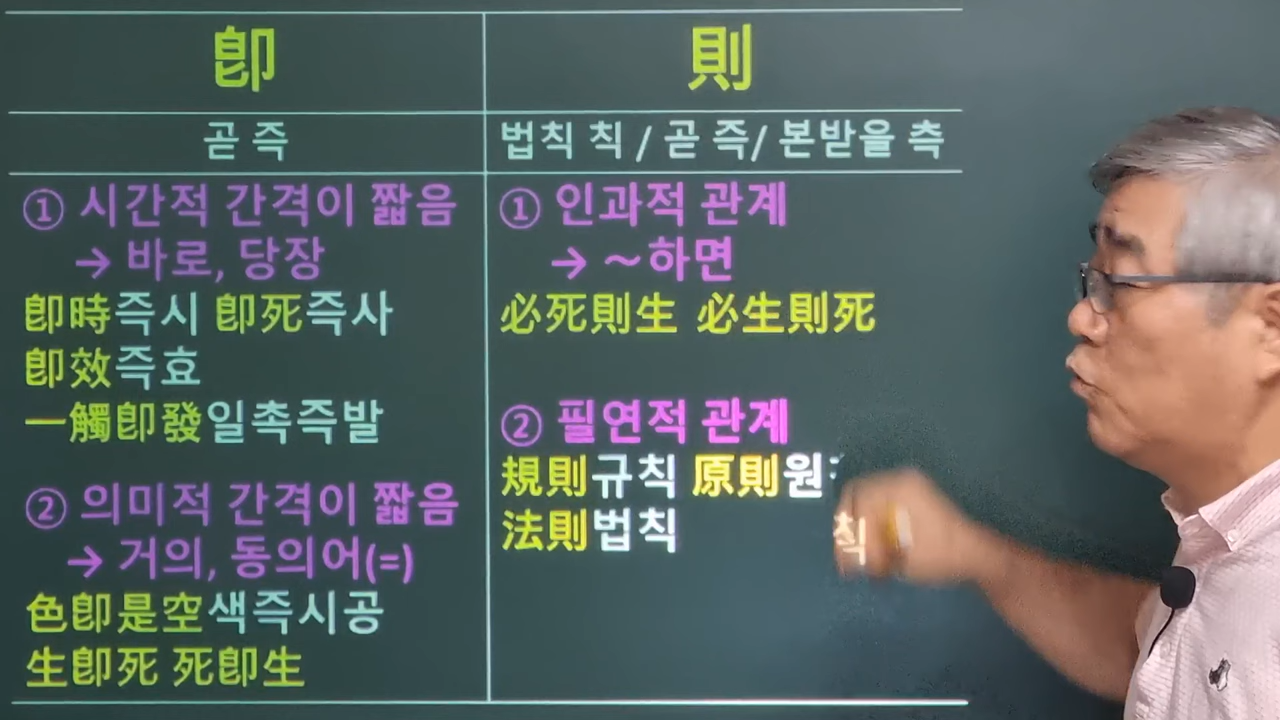 卽
則
곧 즉
법칙 칙 / 곧 즉/ 본받을 측
① 시간적 간격이 짧음
→ 바로, 당장
卽時즉시 卽死즉사
卽效즉효
一觸卽發일촉즉발
② 의미적 간격이 짧음
→ 거의, 동의어(=)
色卽是空색즉시공
生卽死 死卽生
① 인과적 관계
→ ～하면
必死則生 必生則死
② 필연적 관계
規則규칙 原則원
法則법칙 칙